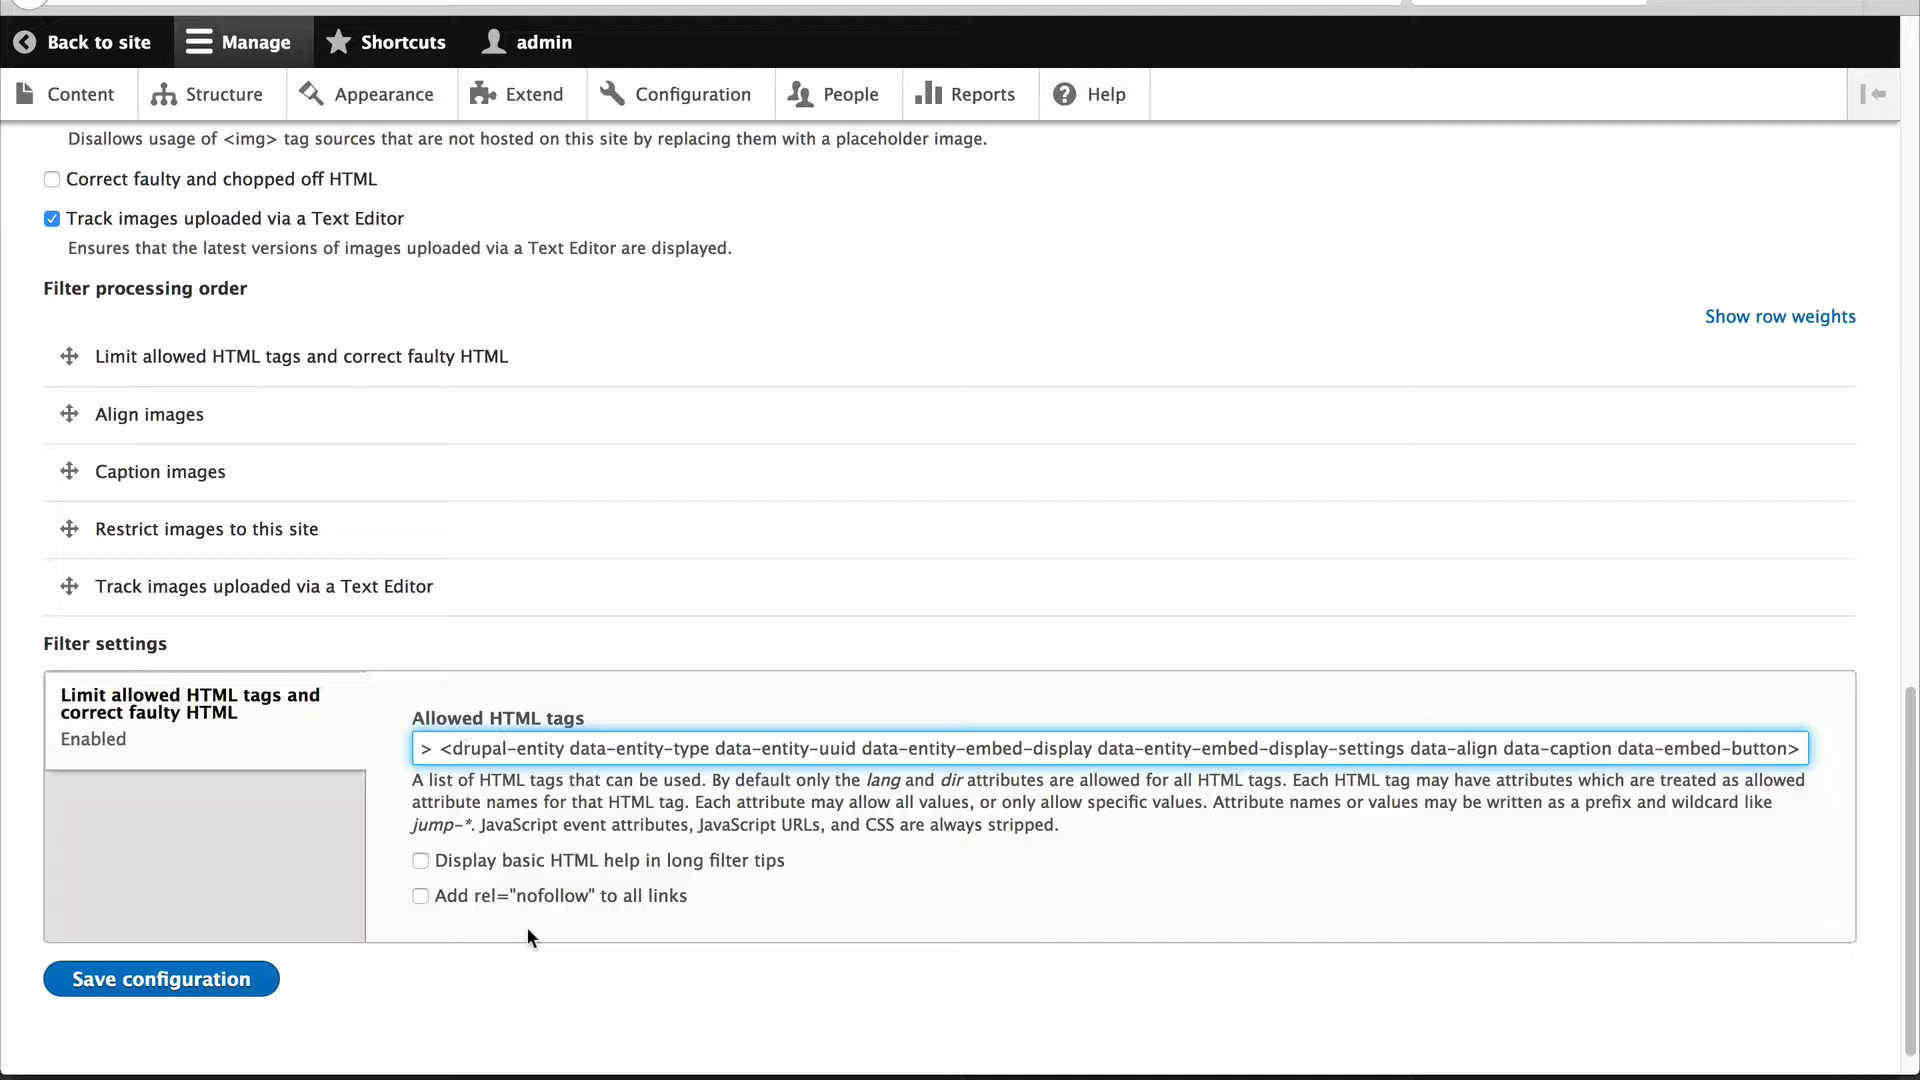 Back to site Manage Shortcuts admin
Content Structure Appearance Extend Configuration People Reports Help
Disallows usage of <img> tag sources that are not hosted on this site by replacing them with a placeholder image.
Correct faulty and chopped off HTML
Track images uploaded via a Text Editor
Ensures that the latest versions of images uploaded via a Text Editor are displayed.
Filter processing order
Show row weights
Limit allowed HTML tags and correct faulty HTML
Align images
Caption images
Restrict images to this site
Track images uploaded via a Text Editor
Filter settings
Limit allowed HTML tags and
correct faulty HTML
Enabled
Allowed HTML tags
> <drupal-entity data-entity-type data-entity-uuid data-entity-embed-display data-entity-embed-display-settings data-align data-caption data-embed-button>
A list of HTML tags that can be used. By default only the lang and dir attributes are allowed for all HTML tags. Each HTML tag may have attributes which are treated as allowed
attribute names for that HTML tag. Each attribute may allow all values, or only allow specific values. Attribute names or values may be written as a prefix and wildcard like
jump-*. JavaScript event attributes, JavaScript URLs, and CSS are always stripped.
Display basic HTML help in long filter tips
Add rel="nofollow" to all links
Save configuration